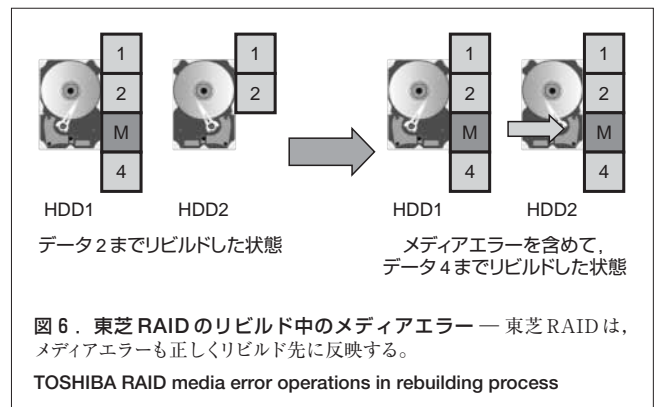 1
2
M
4
1
2
1
2
M
4
1
2
M
4
HDD1
HDD2
HDD1
HDD2
データ2までリビルドした状態
メディアエラーを含めて，
データ4までリビルドした状態
図6．東芝RAIDのリビルド中のメディアエラー — 東芝RAIDは，
メディアエラーも正しくリビルド先に反映する。
TOSHIBA RAID media error operations in rebuilding process